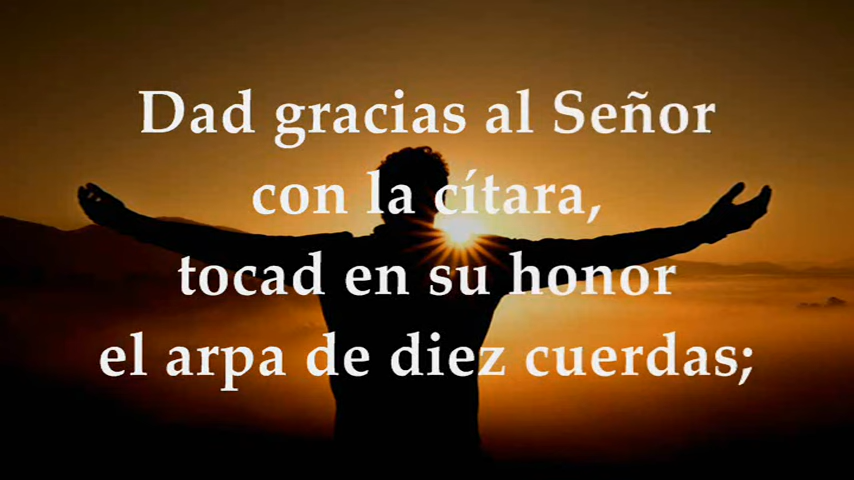 Dad gracias al Señor
con la cítara,
tocad en su honor
el arpa de diez cuerdas;